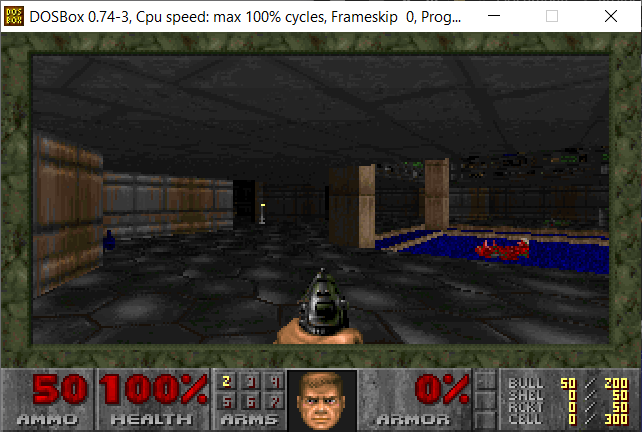 DOS BOX
DOSBox 0.74-3, Cpu speed: max 100% cycles, Frameskip 0, Prog...
50 100% 2 3 4 0% BULL 50 / 200
5 6 7 SHEL 0 / 50
RCKT 0 / 50
AMMO HEALTH ARMS ARMOR CELL 0 / 300